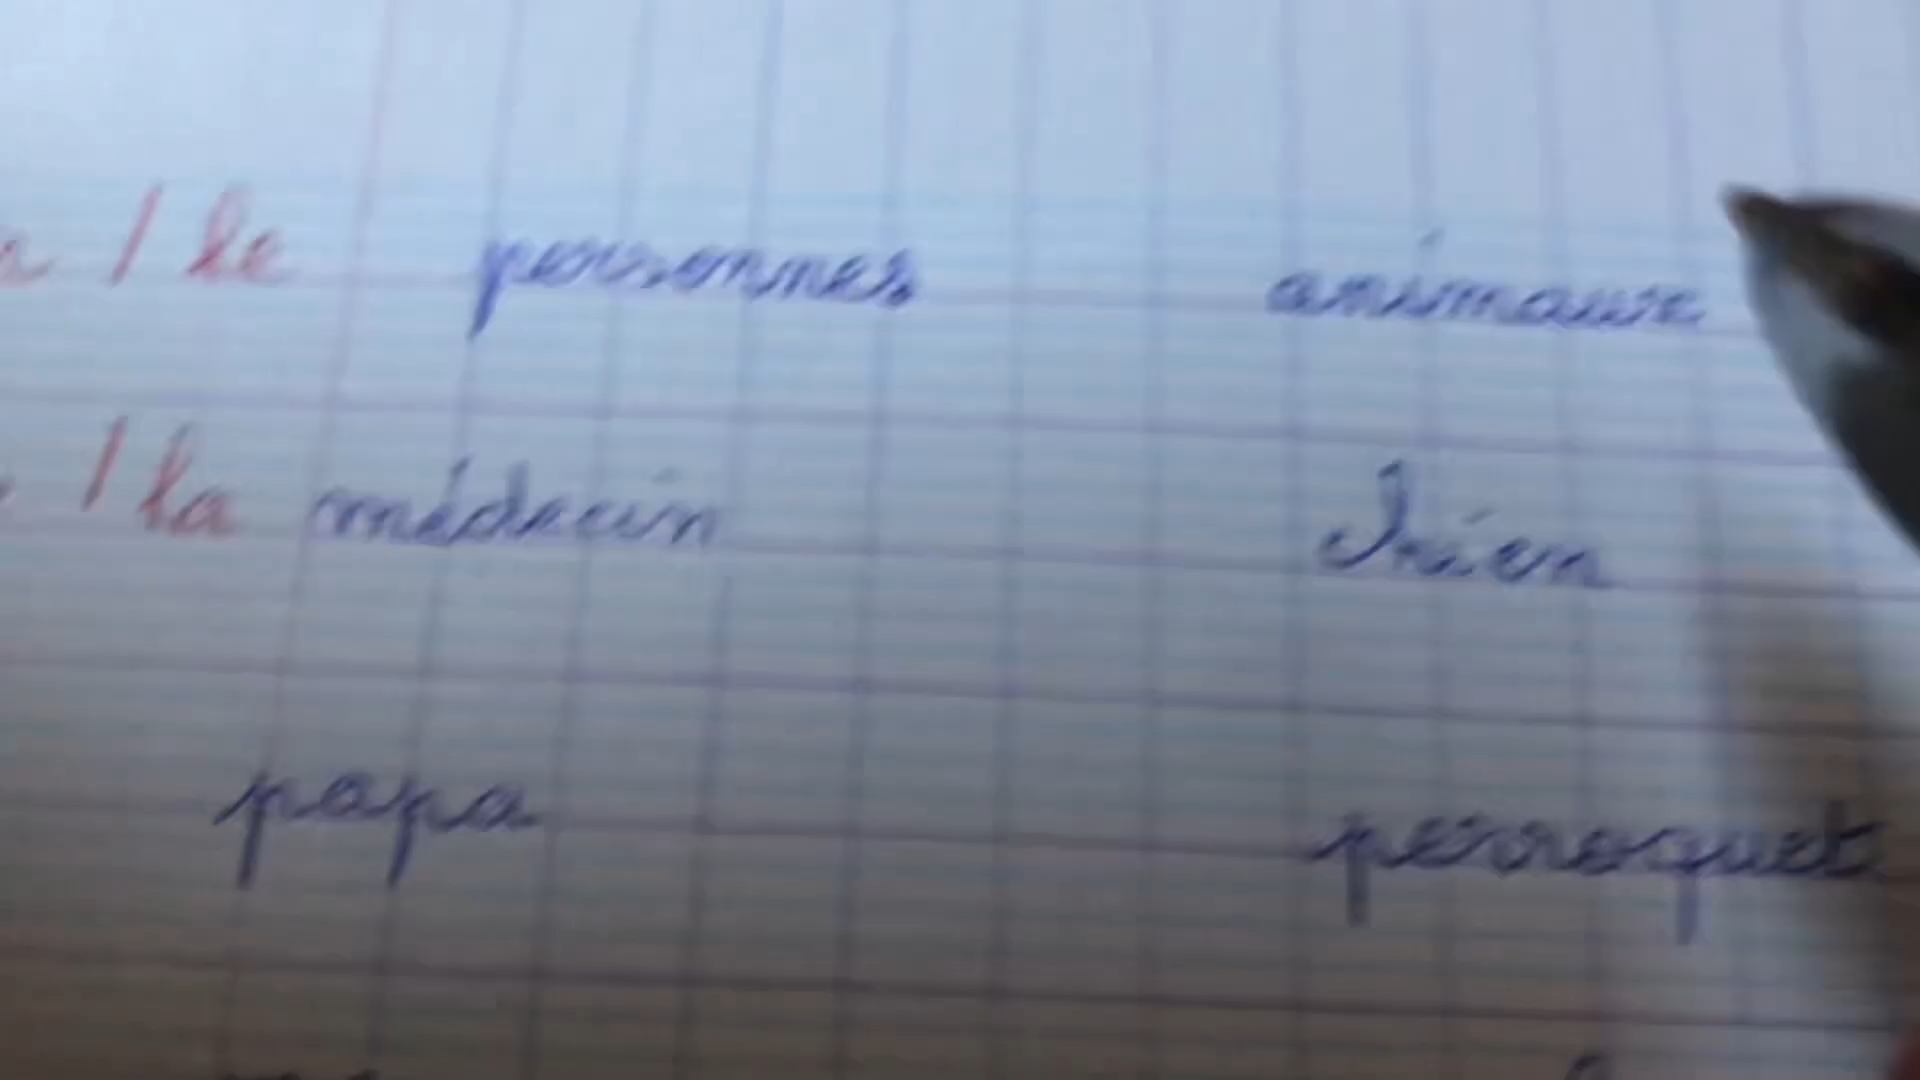 / le personnes animaux
/ la médecin chien
papa perroquet